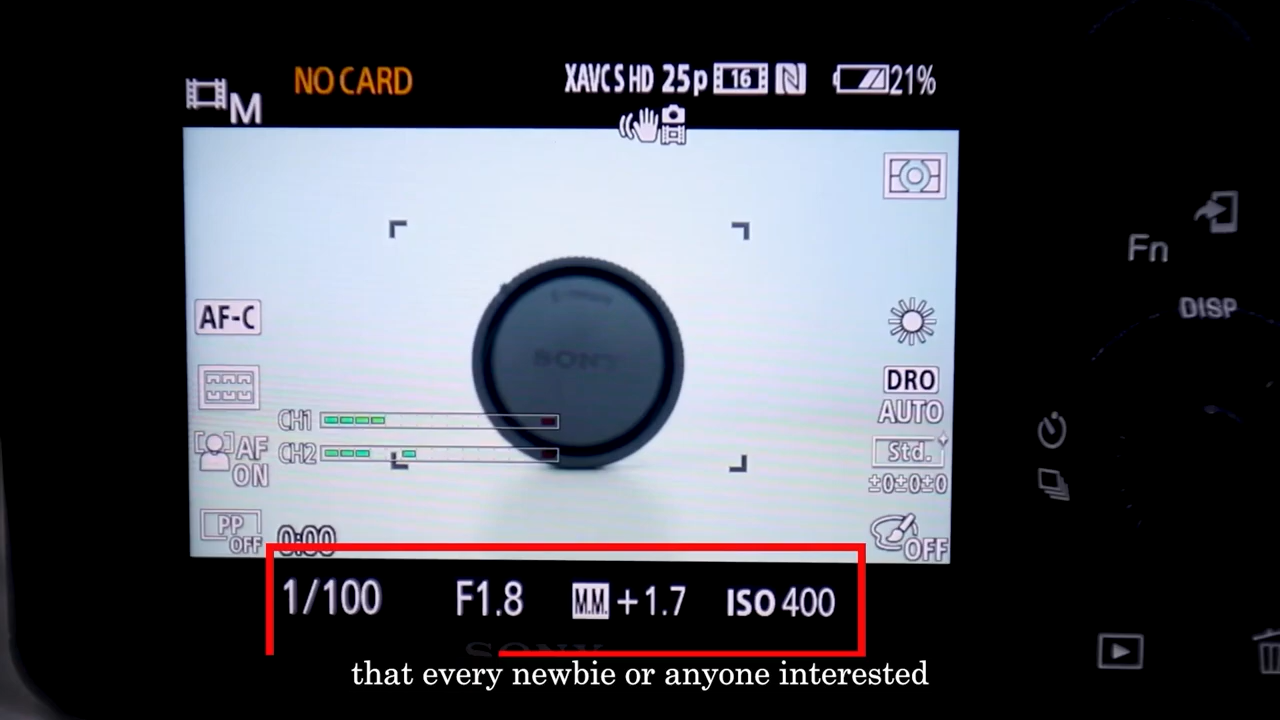 NO CARD
XAVC S HD 25p 16 N 21%
M
SONY
AF-C
DRO
AUTO
CH1
CH2
AF
ON
Std.
±0±0±0
PP
OFF
0:00
OFF
1/100 F1.8 M.M. +1.7 ISO 400
SONY
that every newbie or anyone interested
Fn
DISP